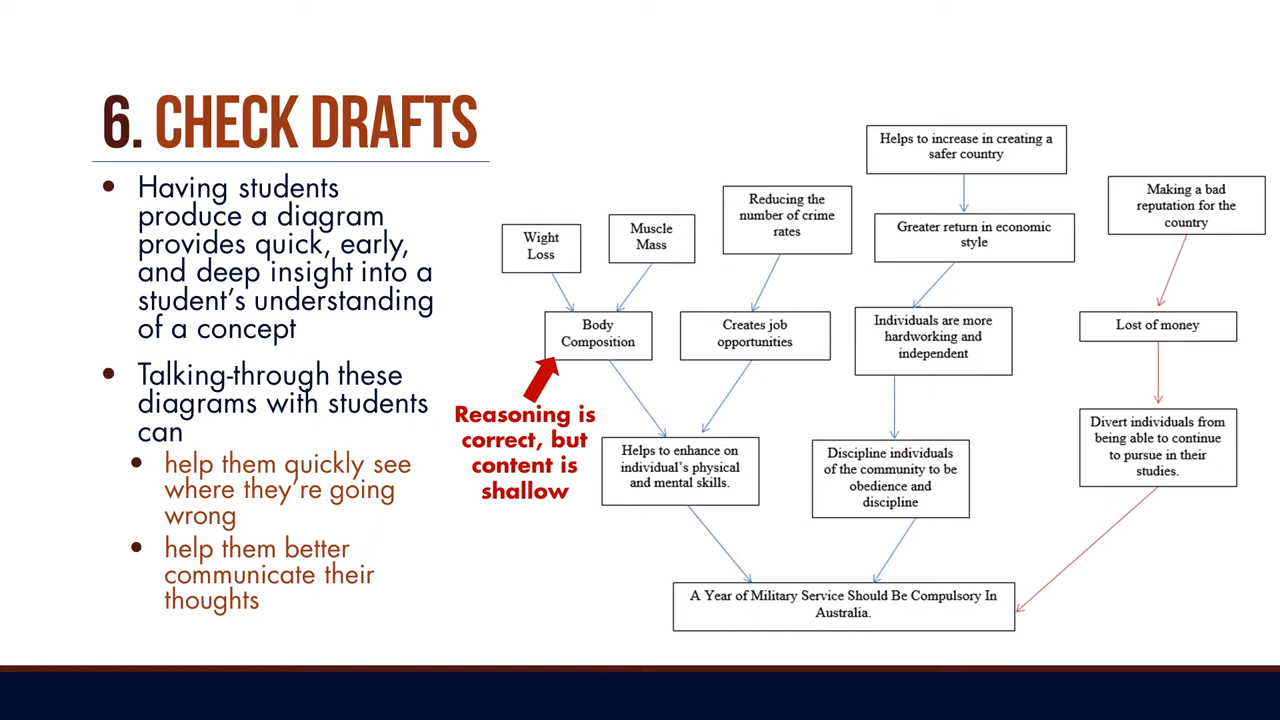 6. CHECK DRAFTS
• Having students
produce a diagram
provides quick, early,
and deep insight into a
student's understanding
of a concept
• Talking-through these
diagrams with students
can
• help them quickly see
where they're going
wrong
• help them better
communicate their
thoughts
Helps to increase in creating a
safer country
Making a bad
reputation for the
country
Reducing the
number of crime
rates
Greater return in economic
style
Muscle
Mass
Wight
Loss
Body
Composition
Creates job
opportunities
Individuals are more
hardworking and
independent
Lost of money
Reasoning is
correct, but
content is
shallow
Helps to enhance on
individual's physical
and mental skills.
Discipline individuals
of the community to be
obedience and
discipline
Divert individuals from
being able to continue
to pursue in their
studies.
A Year of Military Service Should Be Compulsory In
Australia.